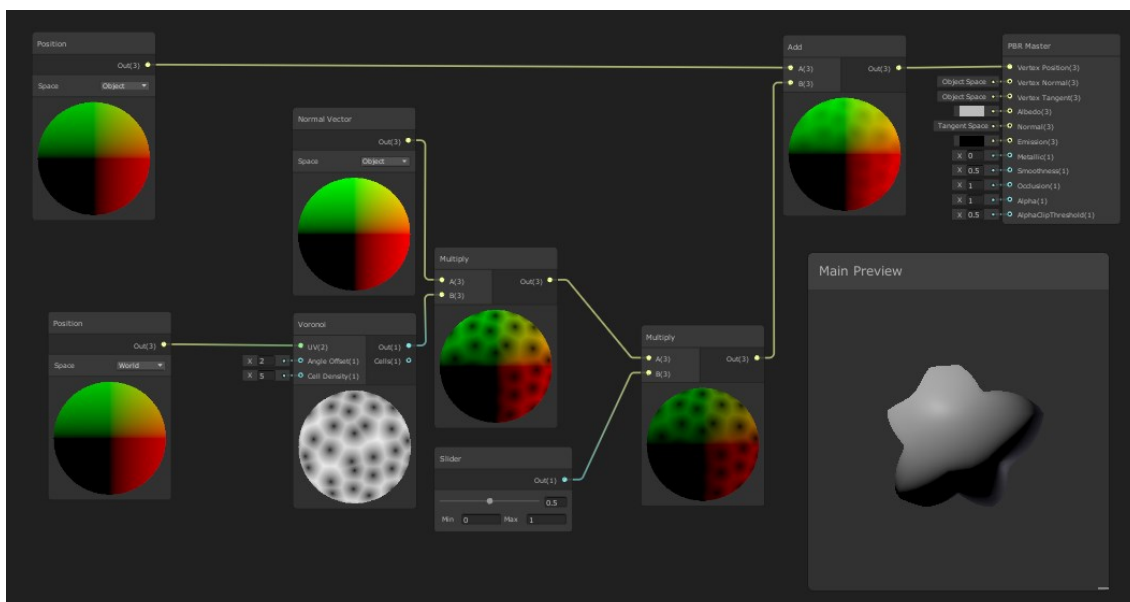 Position
Out(3)
Space Object
Normal Vector
Out(3)
Space Object
Position
Out(3)
Space World
Voronoi
UV(2) Out(1)
X 2 Angle Offset(1) Cells(1)
X 5 Cell Density(1)
Multiply
A(3) Out(3)
B(3)
Slider
Out(1)
0.5
Min 0 Max 1
Multiply
A(3) Out(3)
B(3)
Add
A(3) Out(3)
B(3)
PBR Master
Vertex Position(3)
Object Space Vertex Normal(3)
Object Space Vertex Tangent(3)
Albedo(3)
Tangent Space Normal(3)
Emission(3)
X 0 Metallic(1)
X 0.5 Smoothness(1)
X 1 Occlusion(1)
X 1 Alpha(1)
X 0.5 AlphaClipThreshold(1)
Main Preview